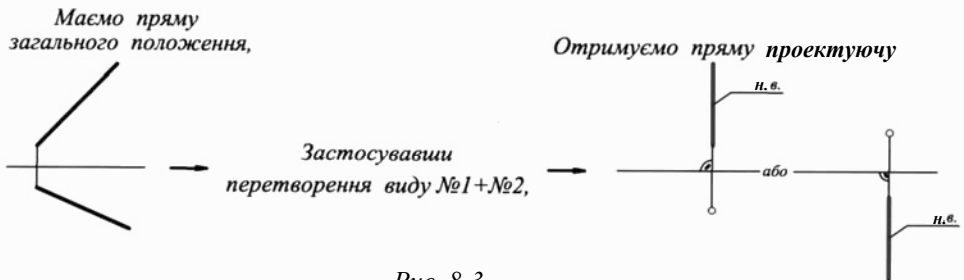 Маємо пряму
загального положення,
Застосувавши
перетворення виду №1+№2,
Отримуємо пряму проектуючу
н.в.
або
н.в.
Рис. 8.3